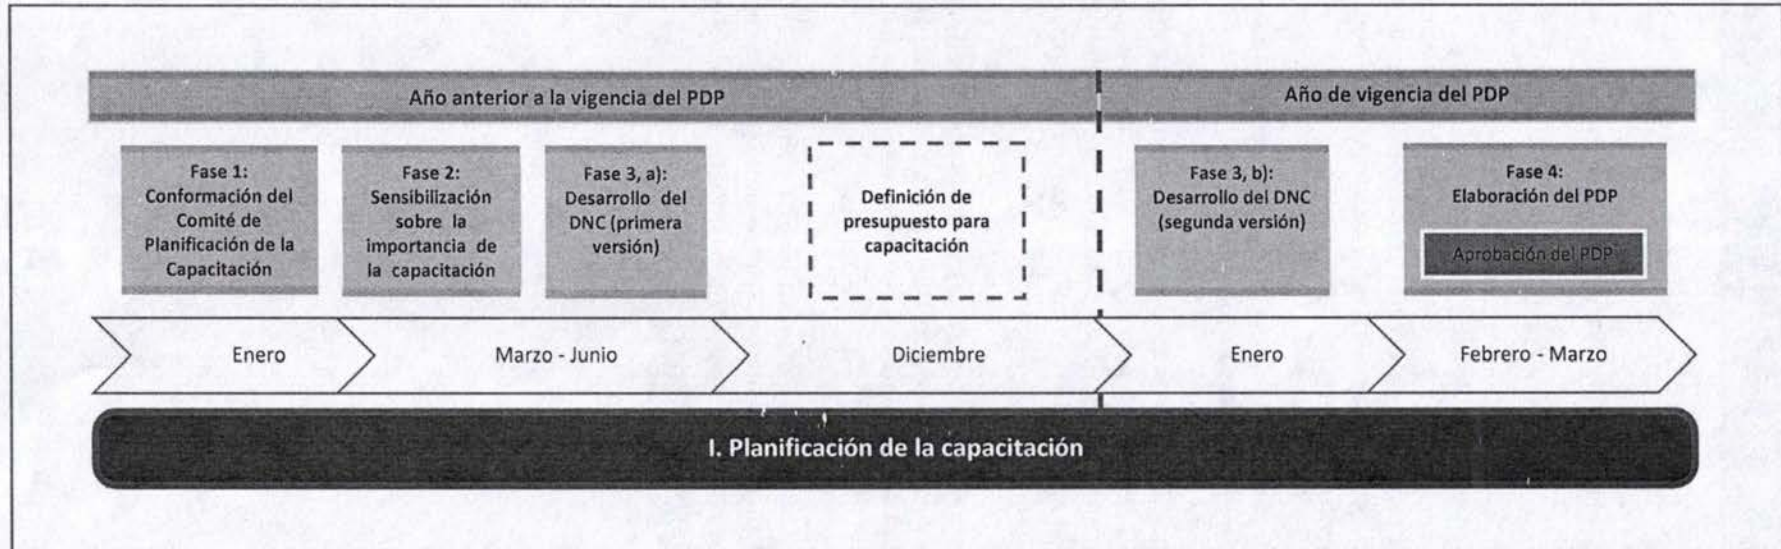 Año anterior a la vigencia del PDP
Año de vigencia del PDP
Fase 1:
Conformación del
Comité de
Planificación de la
Capacitación
Fase 2:
Sensibilización
sobre la
importancia de
la capacitación
Fase 3, a):
Desarrollo del
DNC (primera
versión)
Definición de
presupuesto para
capacitación
Fase 3, b):
Desarrollo del DNC
(segunda versión)
Fase 4:
Elaboración del PDP
Aprobación del PDP
Enero
Marzo - Junio
Diciembre
Enero
Febrero - Marzo
I. Planificación de la capacitación